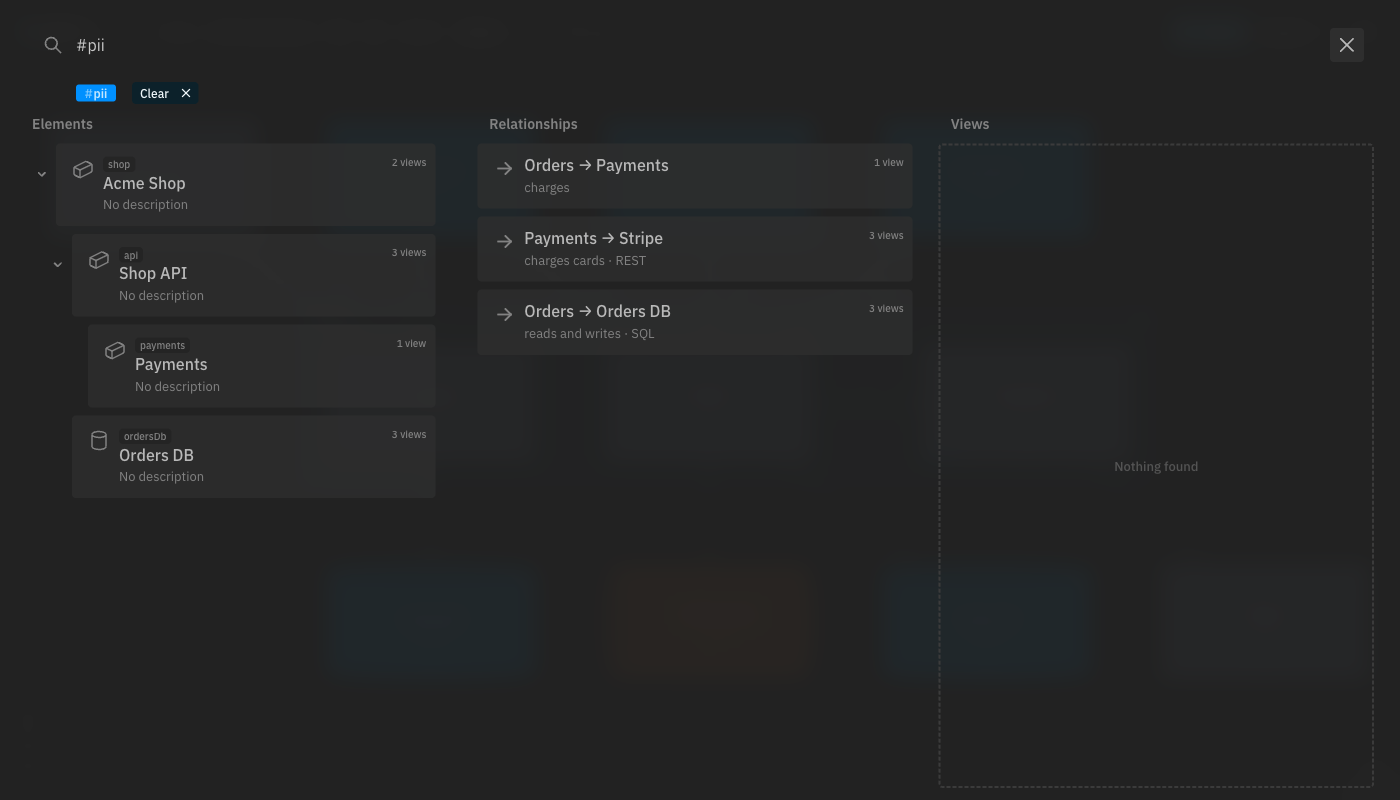 #pii
#pii
Clear
Elements
shop
2 views
Acme Shop
No description
api
3 views
Shop API
No description
payments
1 view
Payments
No description
ordersDb
3 views
Orders DB
No description
Relationships
Orders → Payments
1 view
charges
Payments → Stripe
3 views
charges cards · REST
Orders → Orders DB
3 views
reads and writes · SQL
Views
Nothing found